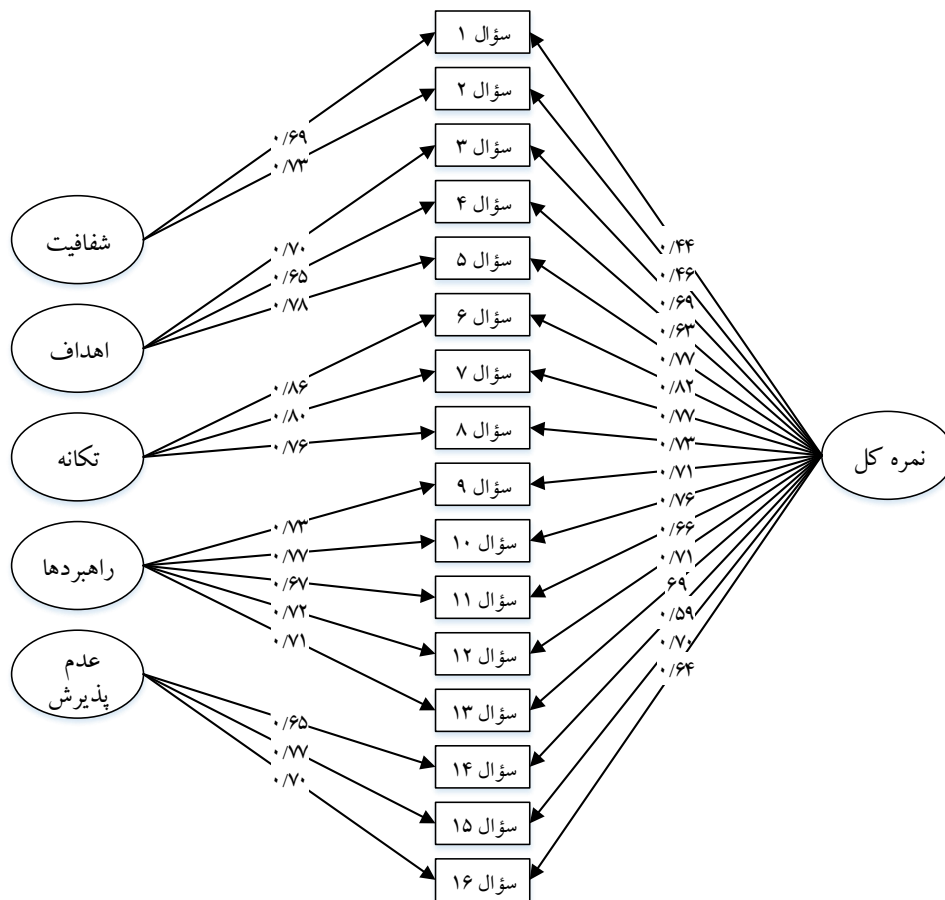 سؤال ۱
سؤال ۲
سؤال ۳
سؤال ۴
سؤال ۵
سؤال ۶
سؤال ۷
سؤال ۸
سؤال ۹
سؤال ۱۰
سؤال ۱۱
سؤال ۱۲
سؤال ۱۳
سؤال ۱۴
سؤال ۱۵
سؤال ۱۶
شفافیت
اهداف
تکانه
راهبردها
عدم
پذیرش
نمره کل
۰/۶۹
۰/۷۳
۰/۷۰
۰/۶۵
۰/۷۸
۰/۸۶
۰/۸۰
۰/۷۶
۰/۷۳
۰/۷۷
۰/۶۷
۰/۷۲
۰/۷۱
۰/۶۵
۰/۷۷
۰/۷۰
۰/۴۴
۰/۴۶
۰/۶۹
۰/۶۳
۰/۷۷
۰/۸۲
۰/۷۷
۰/۷۳
۰/۷۱
۰/۷۶
۰/۶۶
۰/۷۱
۶۹
۰/۵۹
۰/۷۰
۰/۶۴